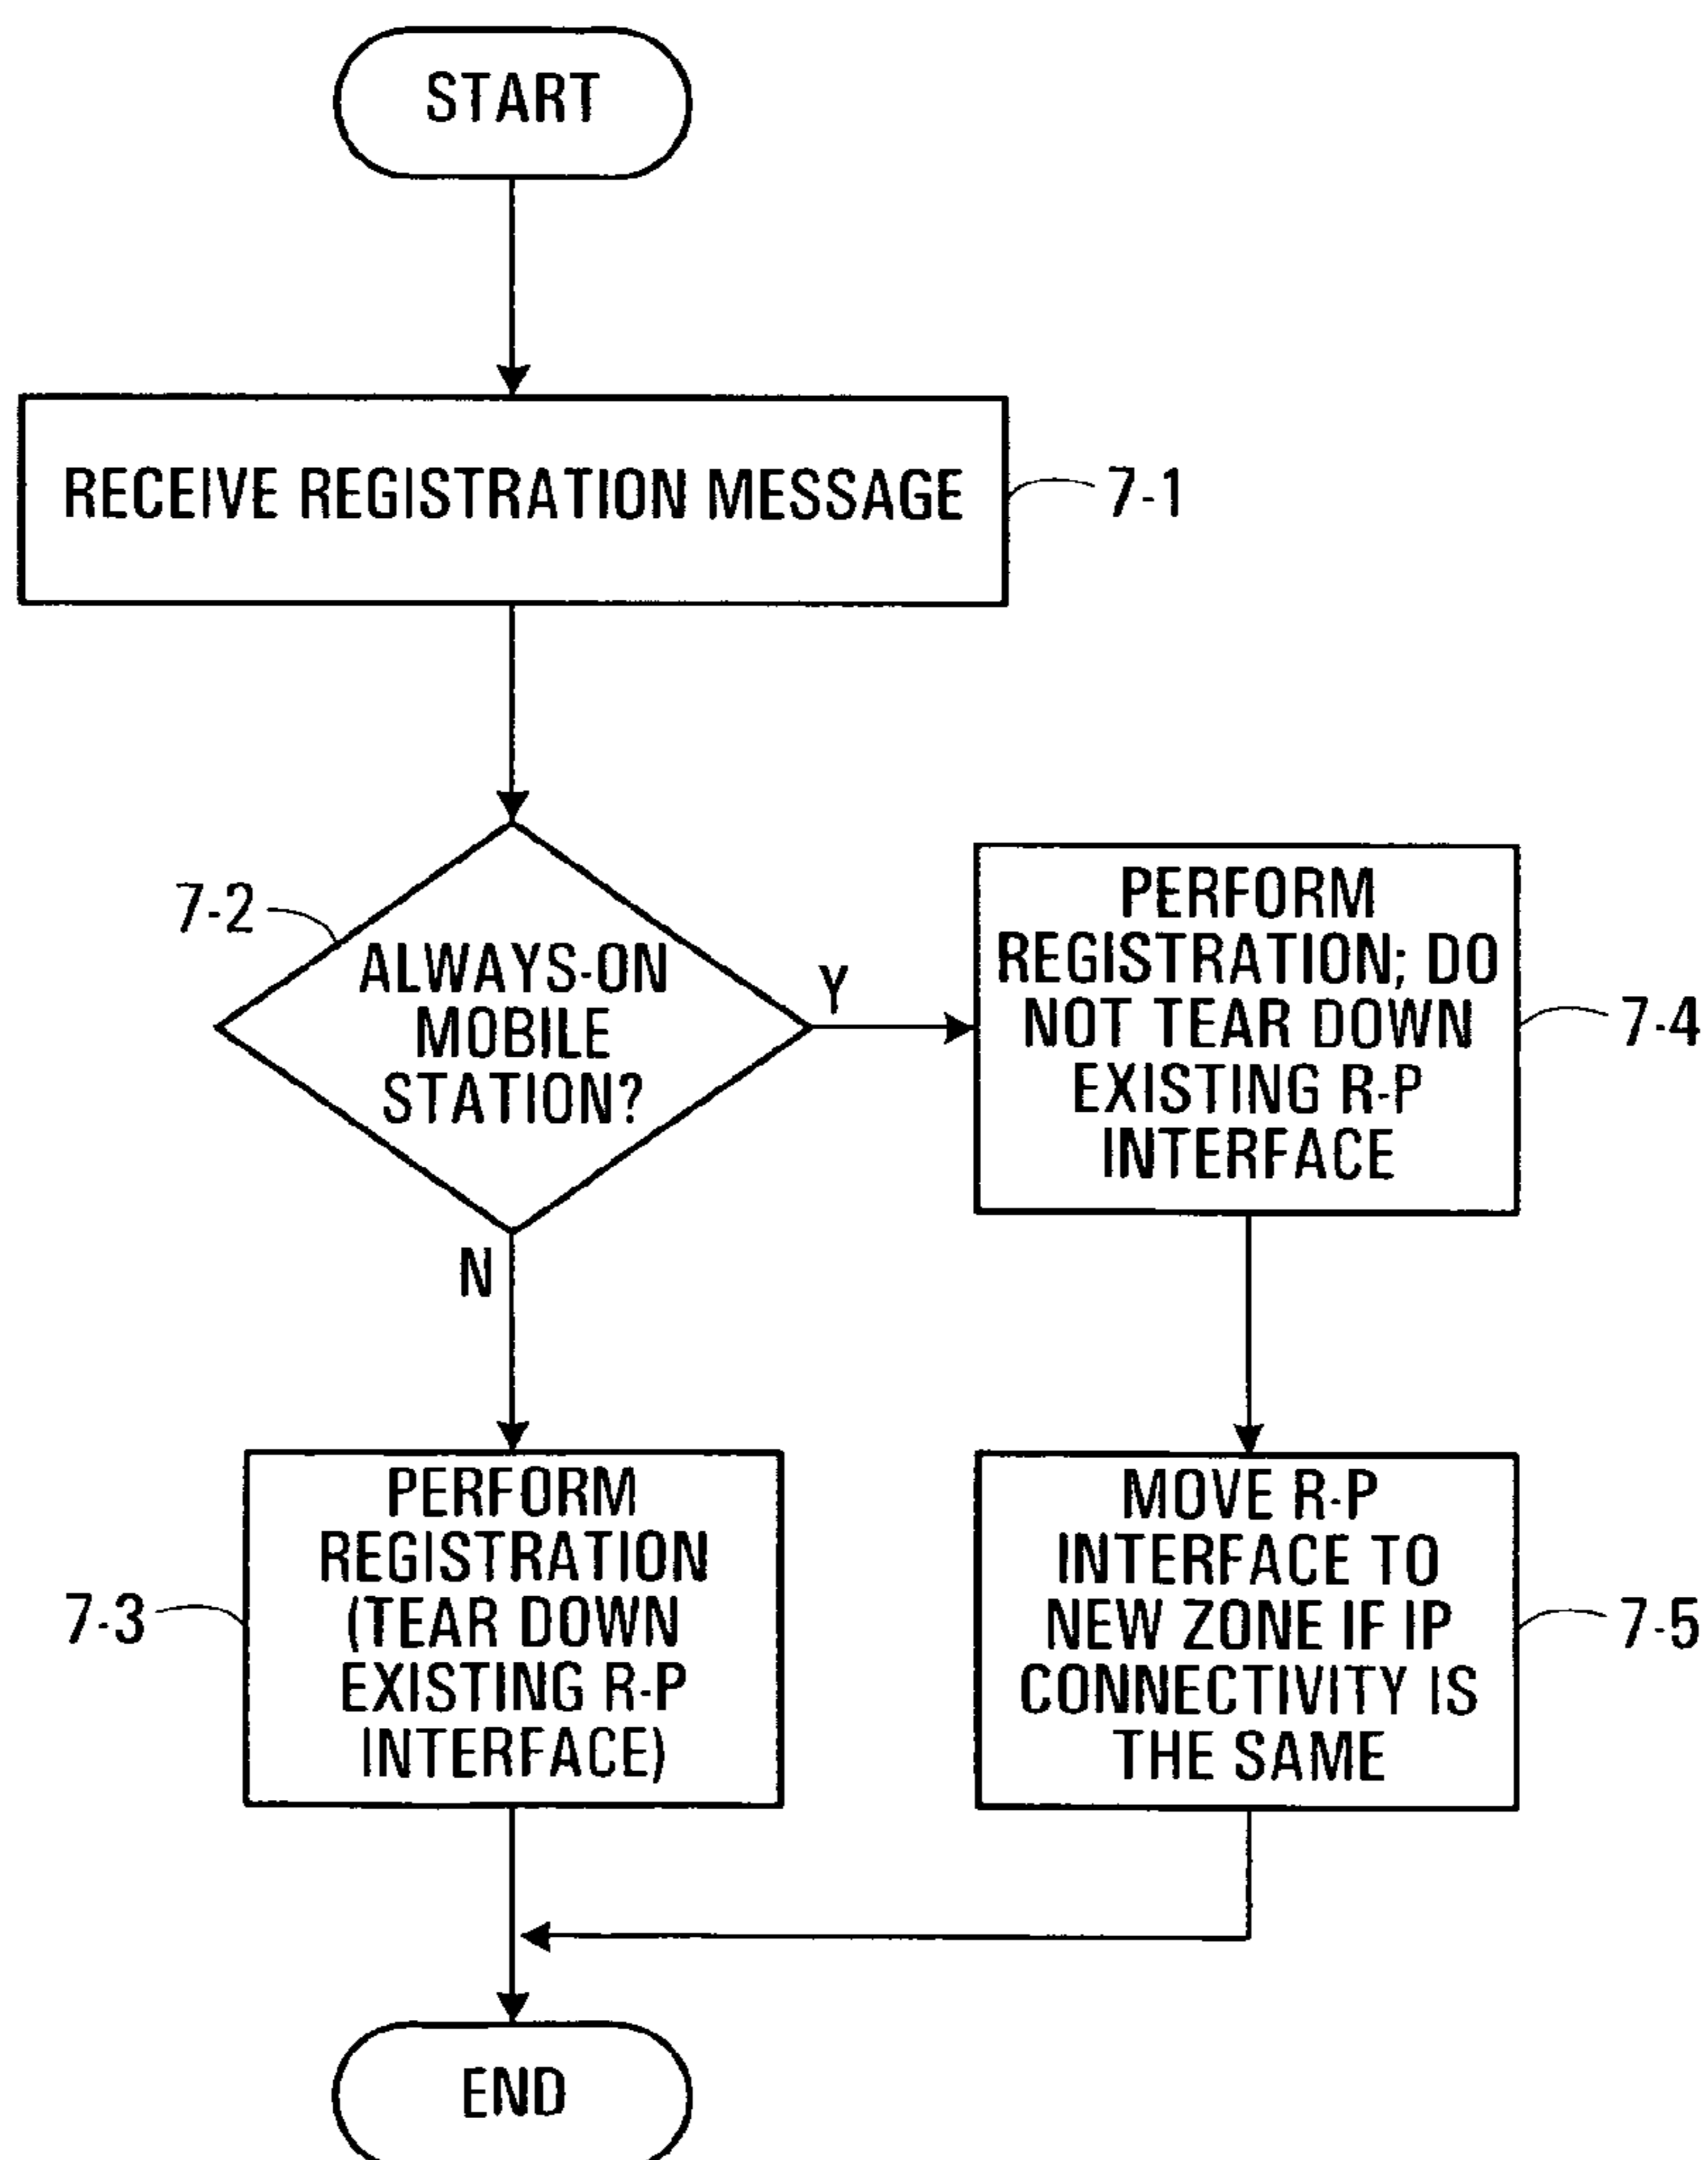 START
RECEIVE REGISTRATION MESSAGE
7-1
7-2
ALWAYS-ON
MOBILE
STATION?
Y
N
PERFORM
REGISTRATION; DO
NOT TEAR DOWN
EXISTING R-P
INTERFACE
7-4
PERFORM
REGISTRATION
(TEAR DOWN
EXISTING R-P
INTERFACE)
7-3
MOVE R-P
INTERFACE TO
NEW ZONE IF IP
CONNECTIVITY IS
THE SAME
7-5
END